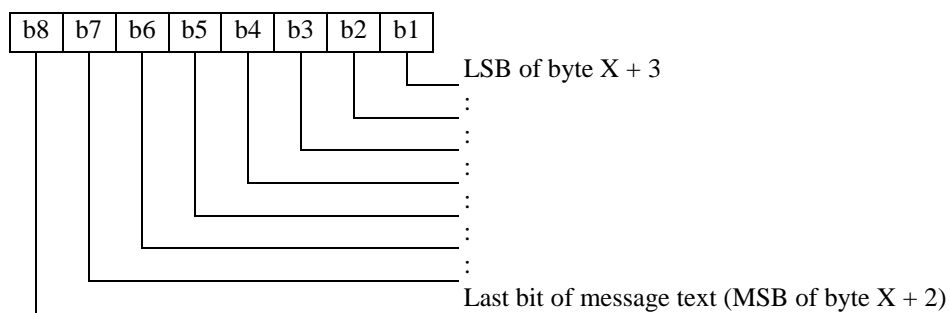 b8 b7 b6 b5 b4 b3 b2 b1
LSB of byte X + 3
:
:
:
:
:
:
Last bit of message text (MSB of byte X + 2)